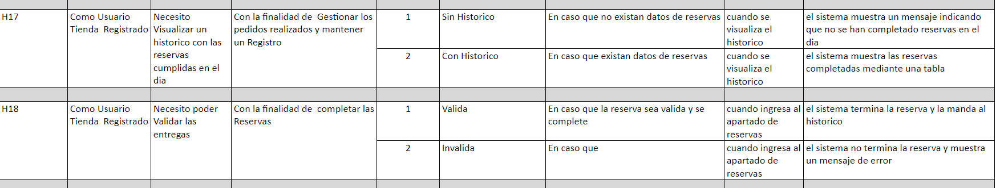 H17
Como Usuario
Tienda  Registrado
Necesito
Visualizar un
historico con las
reservas
cumplidas en el
dia
Con la finalidad de  Gestionar los
pedidos realizados y mantener
un Registro
1
Sin Historico
En caso que no existan datos de reservas
cuando se
visualiza el
historico
el sistema muestra un mensaje indicando
que no se han completado reservas en el
dia
2
Con Historico
En caso que existan datos de reservas
cuando se
visualiza el
historico
el sistema muestra las reservas
completadas mediante una tabla
H18
Como Usuario
Tienda  Registrado
Necesito poder
Validar las
entregas
Con la finalidad de  completar las
Reservas
1
Valida
En caso que la reserva sea valida y se
complete
cuando ingresa al
apartado de
reservas
el sistema termina la reserva y la manda al
historico
2
Invalida
En caso que
cuando ingresa al
apartado de
reservas
el sistema no termina la reserva y muestra
un mensaje de error